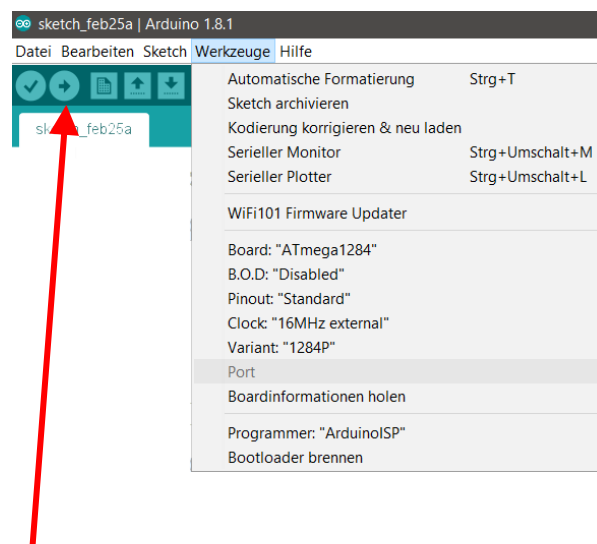 sketch_feb25a | Arduino 1.8.1
Datei Bearbeiten Sketch Werkzeuge Hilfe
sketch_feb25a
Automatische Formatierung Strg+T
Sketch archivieren
Kodierung korrigieren & neu laden
Serieller Monitor Strg+Umschalt+M
Serieller Plotter Strg+Umschalt+L
WiFi101 Firmware Updater
Board: "ATmega1284"
B.O.D: "Disabled"
Pinout: "Standard"
Clock: "16MHz external"
Variant: "1284P"
Port
Boardinformationen holen
Programmer: "ArduinoISP"
Bootloader brennen